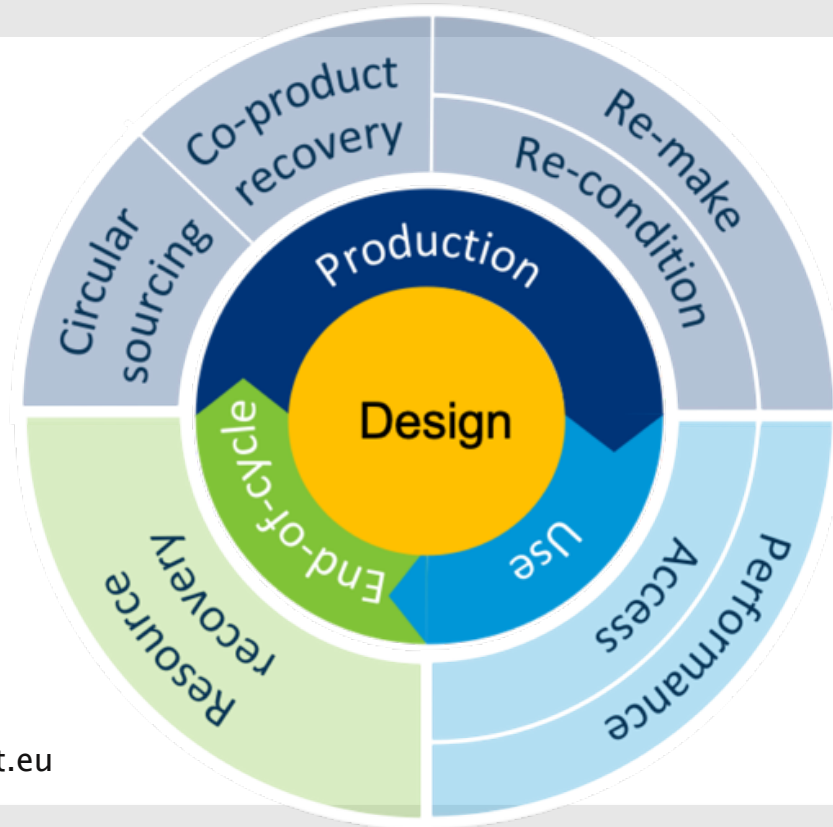 Co-product
recovery
Re-make
Re-condition
Circular
sourcing
Production
Design
End-of-cycle
Use
Access
Performance
Resource
recovery
t.eu